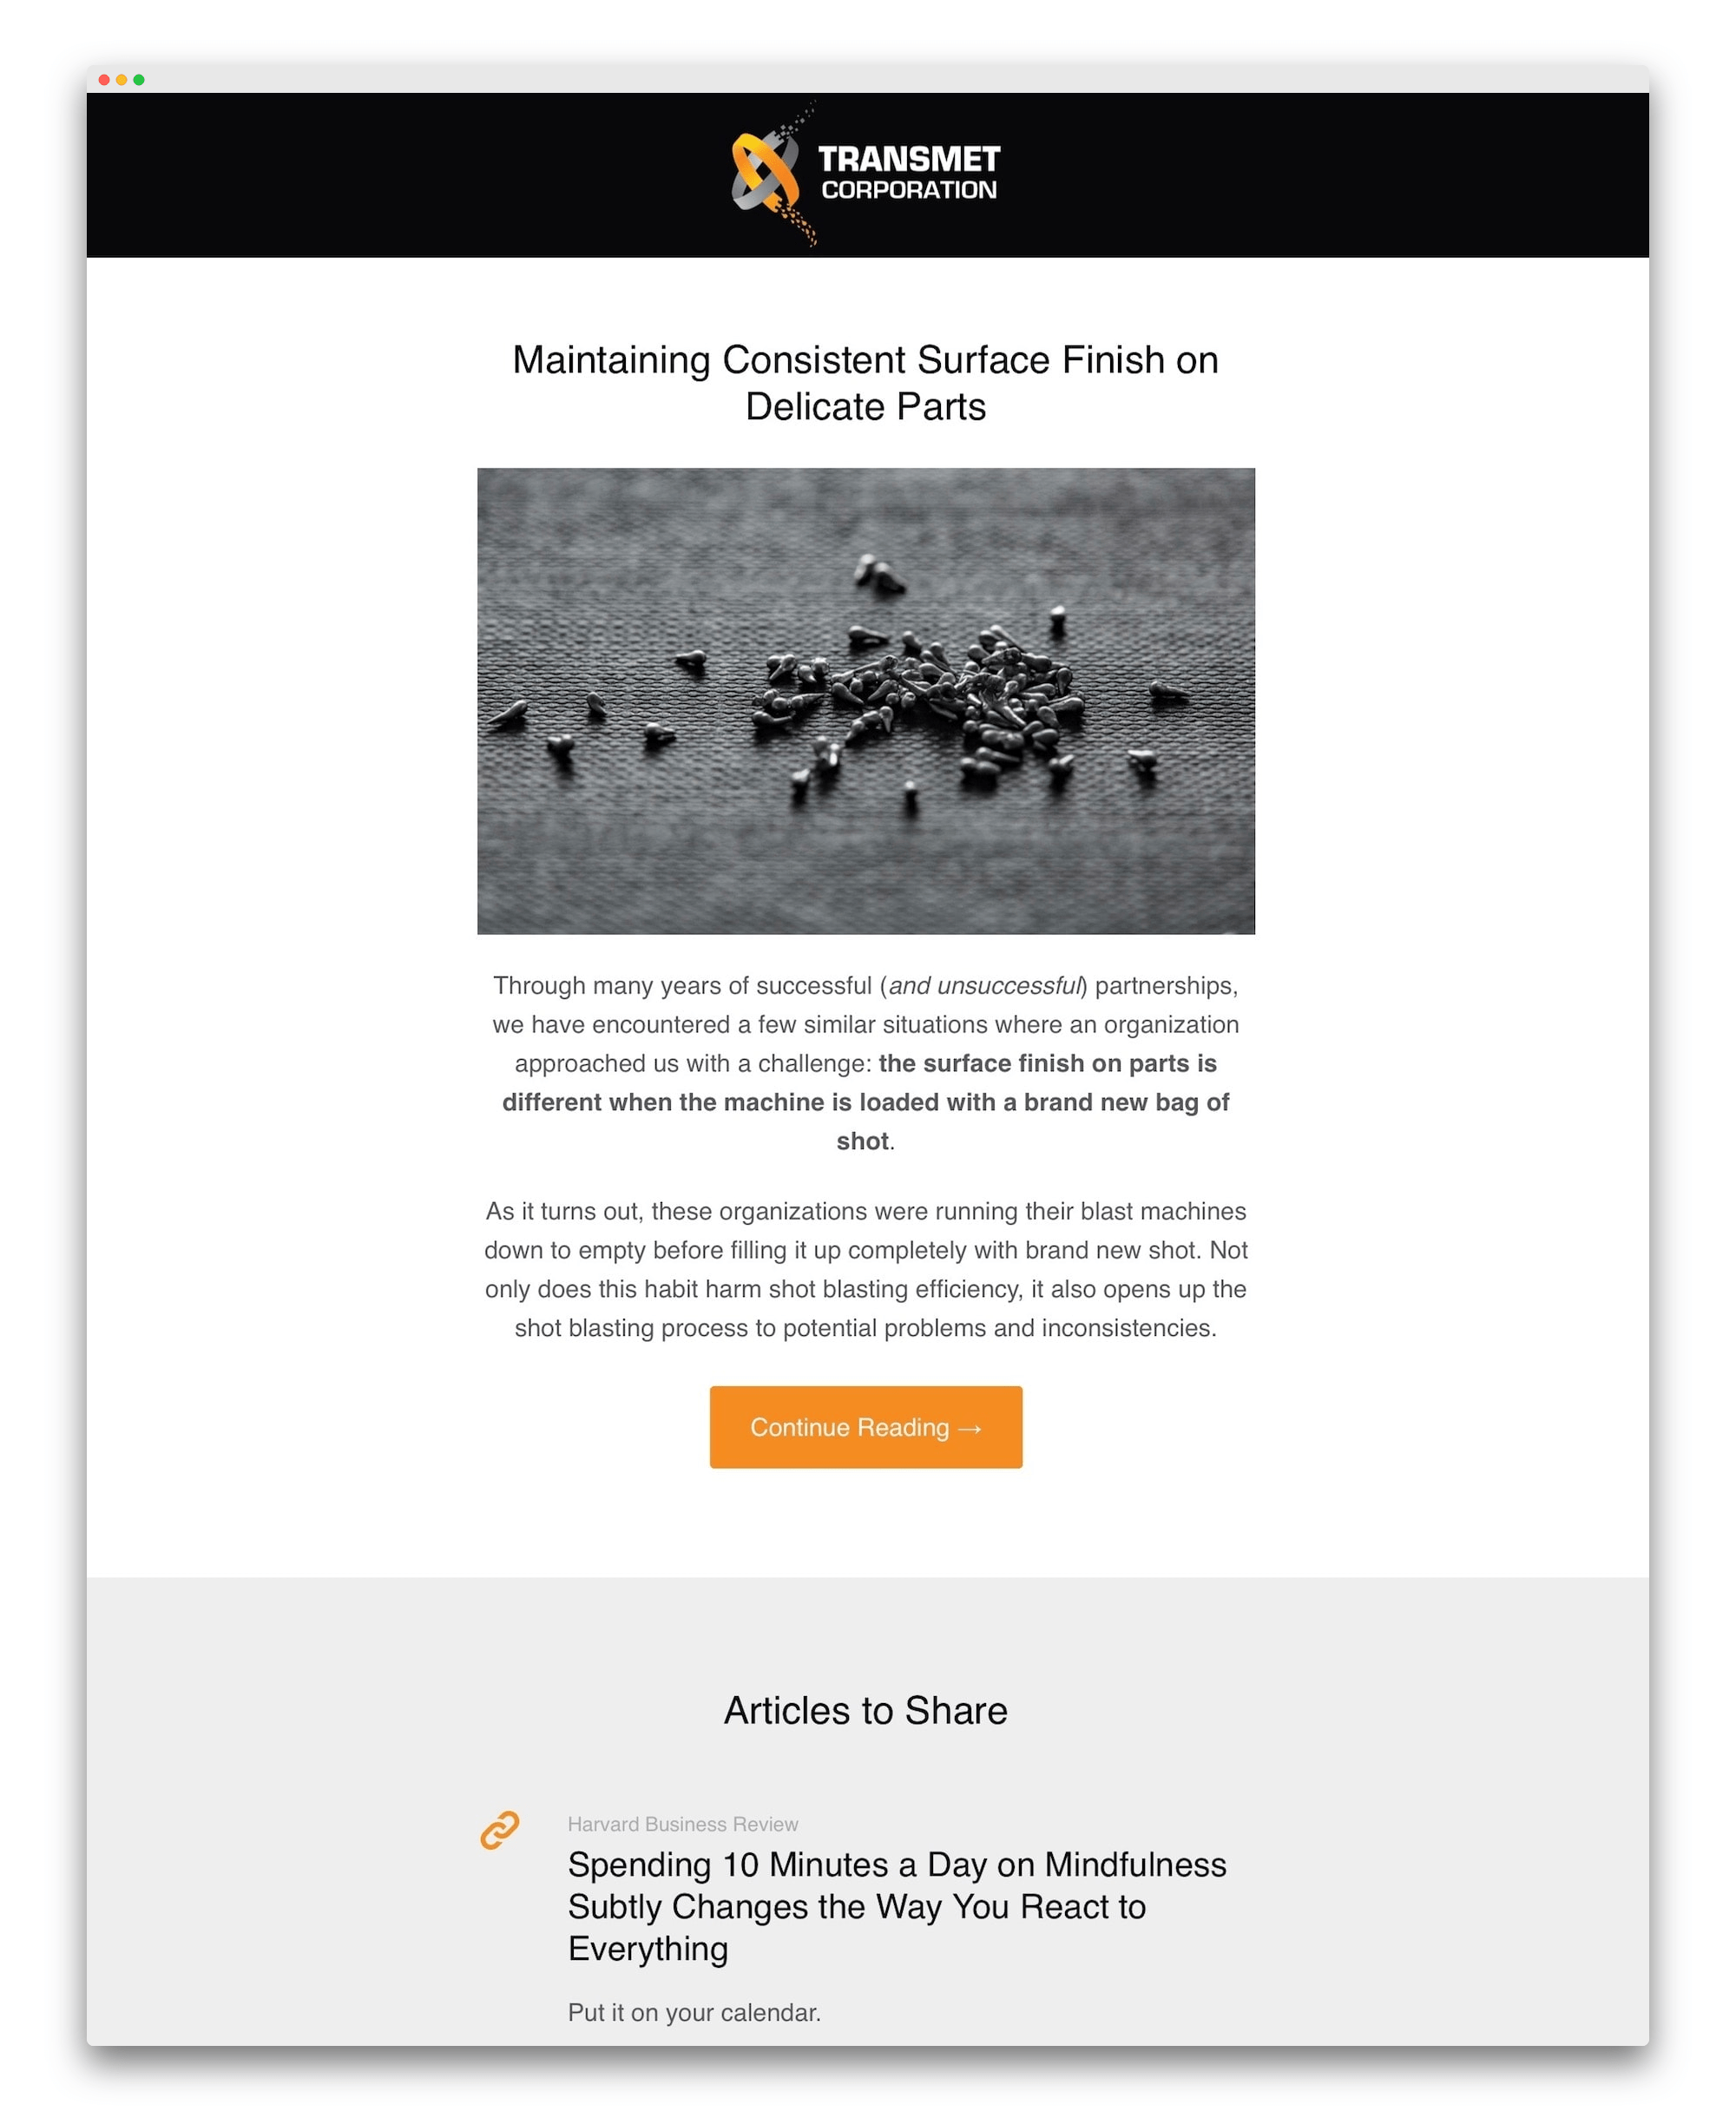 TRANSMET
CORPORATION
Maintaining Consistent Surface Finish on
Delicate Parts
Through many years of successful (and unsuccessful) partnerships,
we have encountered a few similar situations where an organization
approached us with a challenge: the surface finish on parts is
different when the machine is loaded with a brand new bag of
shot.
As it turns out, these organizations were running their blast machines
down to empty before filling it up completely with brand new shot. Not
only does this habit harm shot blasting efficiency, it also opens up the
shot blasting process to potential problems and inconsistencies.
Continue Reading →
Articles to Share
Harvard Business Review
Spending 10 Minutes a Day on Mindfulness
Subtly Changes the Way You React to
Everything
Put it on your calendar.